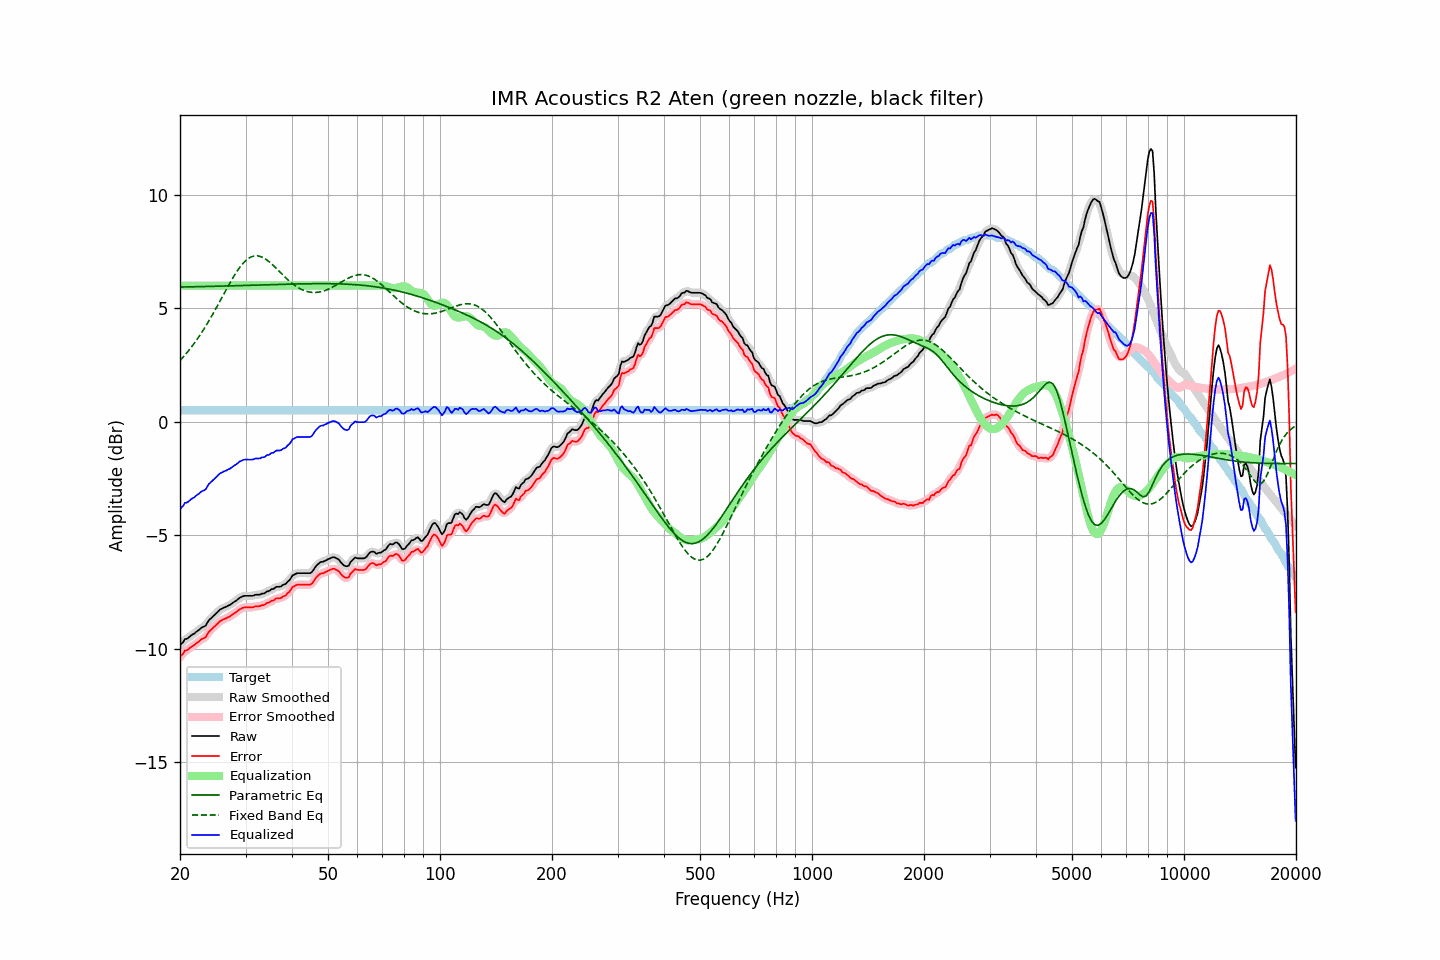 IMR Acoustics R2 Aten (green nozzle, black filter)
Amplitude (dBr)
10
5
0
−5
−10
−15
Target
Raw Smoothed
Error Smoothed
Raw
Error
Equalization
Parametric Eq
Fixed Band Eq
Equalized
20 50 100 200 500 1000 2000 5000 10000 20000
Frequency (Hz)